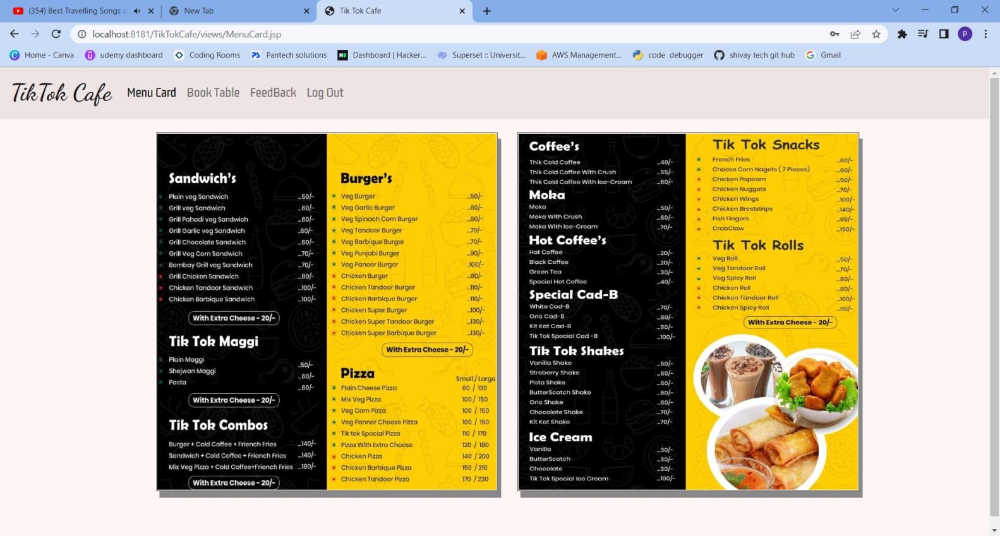 (354) Best Travelling Songs
New Tab
Tik Tok Cafe
localhost:8181/TikTokCafe/views/MenuCard.jsp
P
Home - Canva
udemy dashboard
Coding Rooms
Pantech solutions
Dashboard | Hacker...
Superset :: Universit...
AWS Management...
code debugger
shivay tech git hub
Gmail
TikTok Cafe
Menu Card
Book Table
FeedBack
Log Out
Sandwich's
Plain veg Sandwich ...50/-
Grill veg Sandwich ...60/-
Grill Pahadi veg Sandwich ...60/-
Grill Garlic veg Sandwich ..60/-
Grill Chocolate Sandwich ...60/-
Grill Veg Corn Sandwich ...70/-
Bombay Grill veg Sandwich ...70/-
Grill Chicken Sandwich ...80/-
Chicken Tandoor Sandwich ...100/-
Chicken Barbique Sandwich ...100/-
With Extra Cheese - 20/-
Tik Tok Maggi
Plain Maggi ...50/-
Shejwan Maggi ...60/-
Pasta ...60/-
With Extra Cheese - 20/-
Tik Tok Combos
Burger + Cold Coffee + Friench Fries ...140/-
Sandwich + Cold Coffee + Friench Fries ...140/-
Mix Veg Pizza + Cold Coffee+Friench Fries ...180/-
With Extra Cheese - 20/-
Burger's
Veg Burger ...50/-
Veg Garlic Burger ...60/-
Veg Spinach Corn Burger ...60/-
Veg Tandoor Burger ...70/-
Veg Barbique Burger ...70/-
Veg Punjabi Burger ...90/-
Veg Paneer Burger ...100/-
Chicken Burger ...80/-
Chicken Tandoor Burger ...110/-
Chicken Barbique Burger ...110/-
Chicken Super Burger ...100/-
Chicken Super Tandoor Burger ...130/-
Chicken Super Barbique Burger ...130/-
With Extra Cheese - 20/-
Pizza
Small / Large
Plain Cheese Pizza 80 / 130
Mix Veg Pizza 100 / 150
Veg Corn Pizza 100 / 150
Veg Panner Cheese Pizza 100 / 150
Tik tok Special Pizza 110 / 170
Pizza With Extra Cheese 120 / 180
Chicken Pizza 140 / 200
Chicken Barbique Pizza 150 / 210
Chicken Tandoor Pizza 170 / 230
Coffee's
Thik Cold Coffee ...40/-
Thik Cold Coffee With Crush ...55/-
Thik Cold Coffee With Ice-Cream ...60/-
Moka
Moka ...50/-
Moka With Crush ...60/-
Moka With Ice-Cream ...70/-
Hot Coffee's
Hot Coffee ...20/-
Black Coffee ...20/-
Green Tea ...30/-
Special Hot Coffee ...40/-
Special Cad-B
White Cad-B ...70/-
Orio Cad-B ...80/-
Kit Kat Cad-B ...90/-
Tik Tok Special Cad -B ...100/-
Tik Tok Shakes
Vanilla Shake ...50/-
Stroberry Shake ...60/-
Pista Shake ...60/-
ButterScotch Shake ...60/-
Orio Shake ...60/-
Chocolate Shake ...70/-
Kit Kat Shake ...70/-
Ice Cream
Vanilla ...30/-
ButterScotch ...30/-
Chocolate ...30/-
Tik Tok Special Ice Cream ...100/-
Tik Tok Snacks
French Fries ...60/-
Cheese Corn Nagets ( 7 Pieces) ...80/-
Chicken Popcorn ...50/-
Chicken Nuggets ...70/-
Chicken Wings ...100/-
Chicken Breststrips ...140/-
Fish Fingers ...99/-
CrabClaw ...150/-
Tik Tok Rolls
Veg Roll ...50/-
Veg Tandoor Roll ...70/-
Veg Spicy Roll ...80/-
Chicken Roll ...80/-
Chicken Tandoor Roll ...100/-
Chicken Spicy Roll ...110/-
With Extra Cheese - 20/-